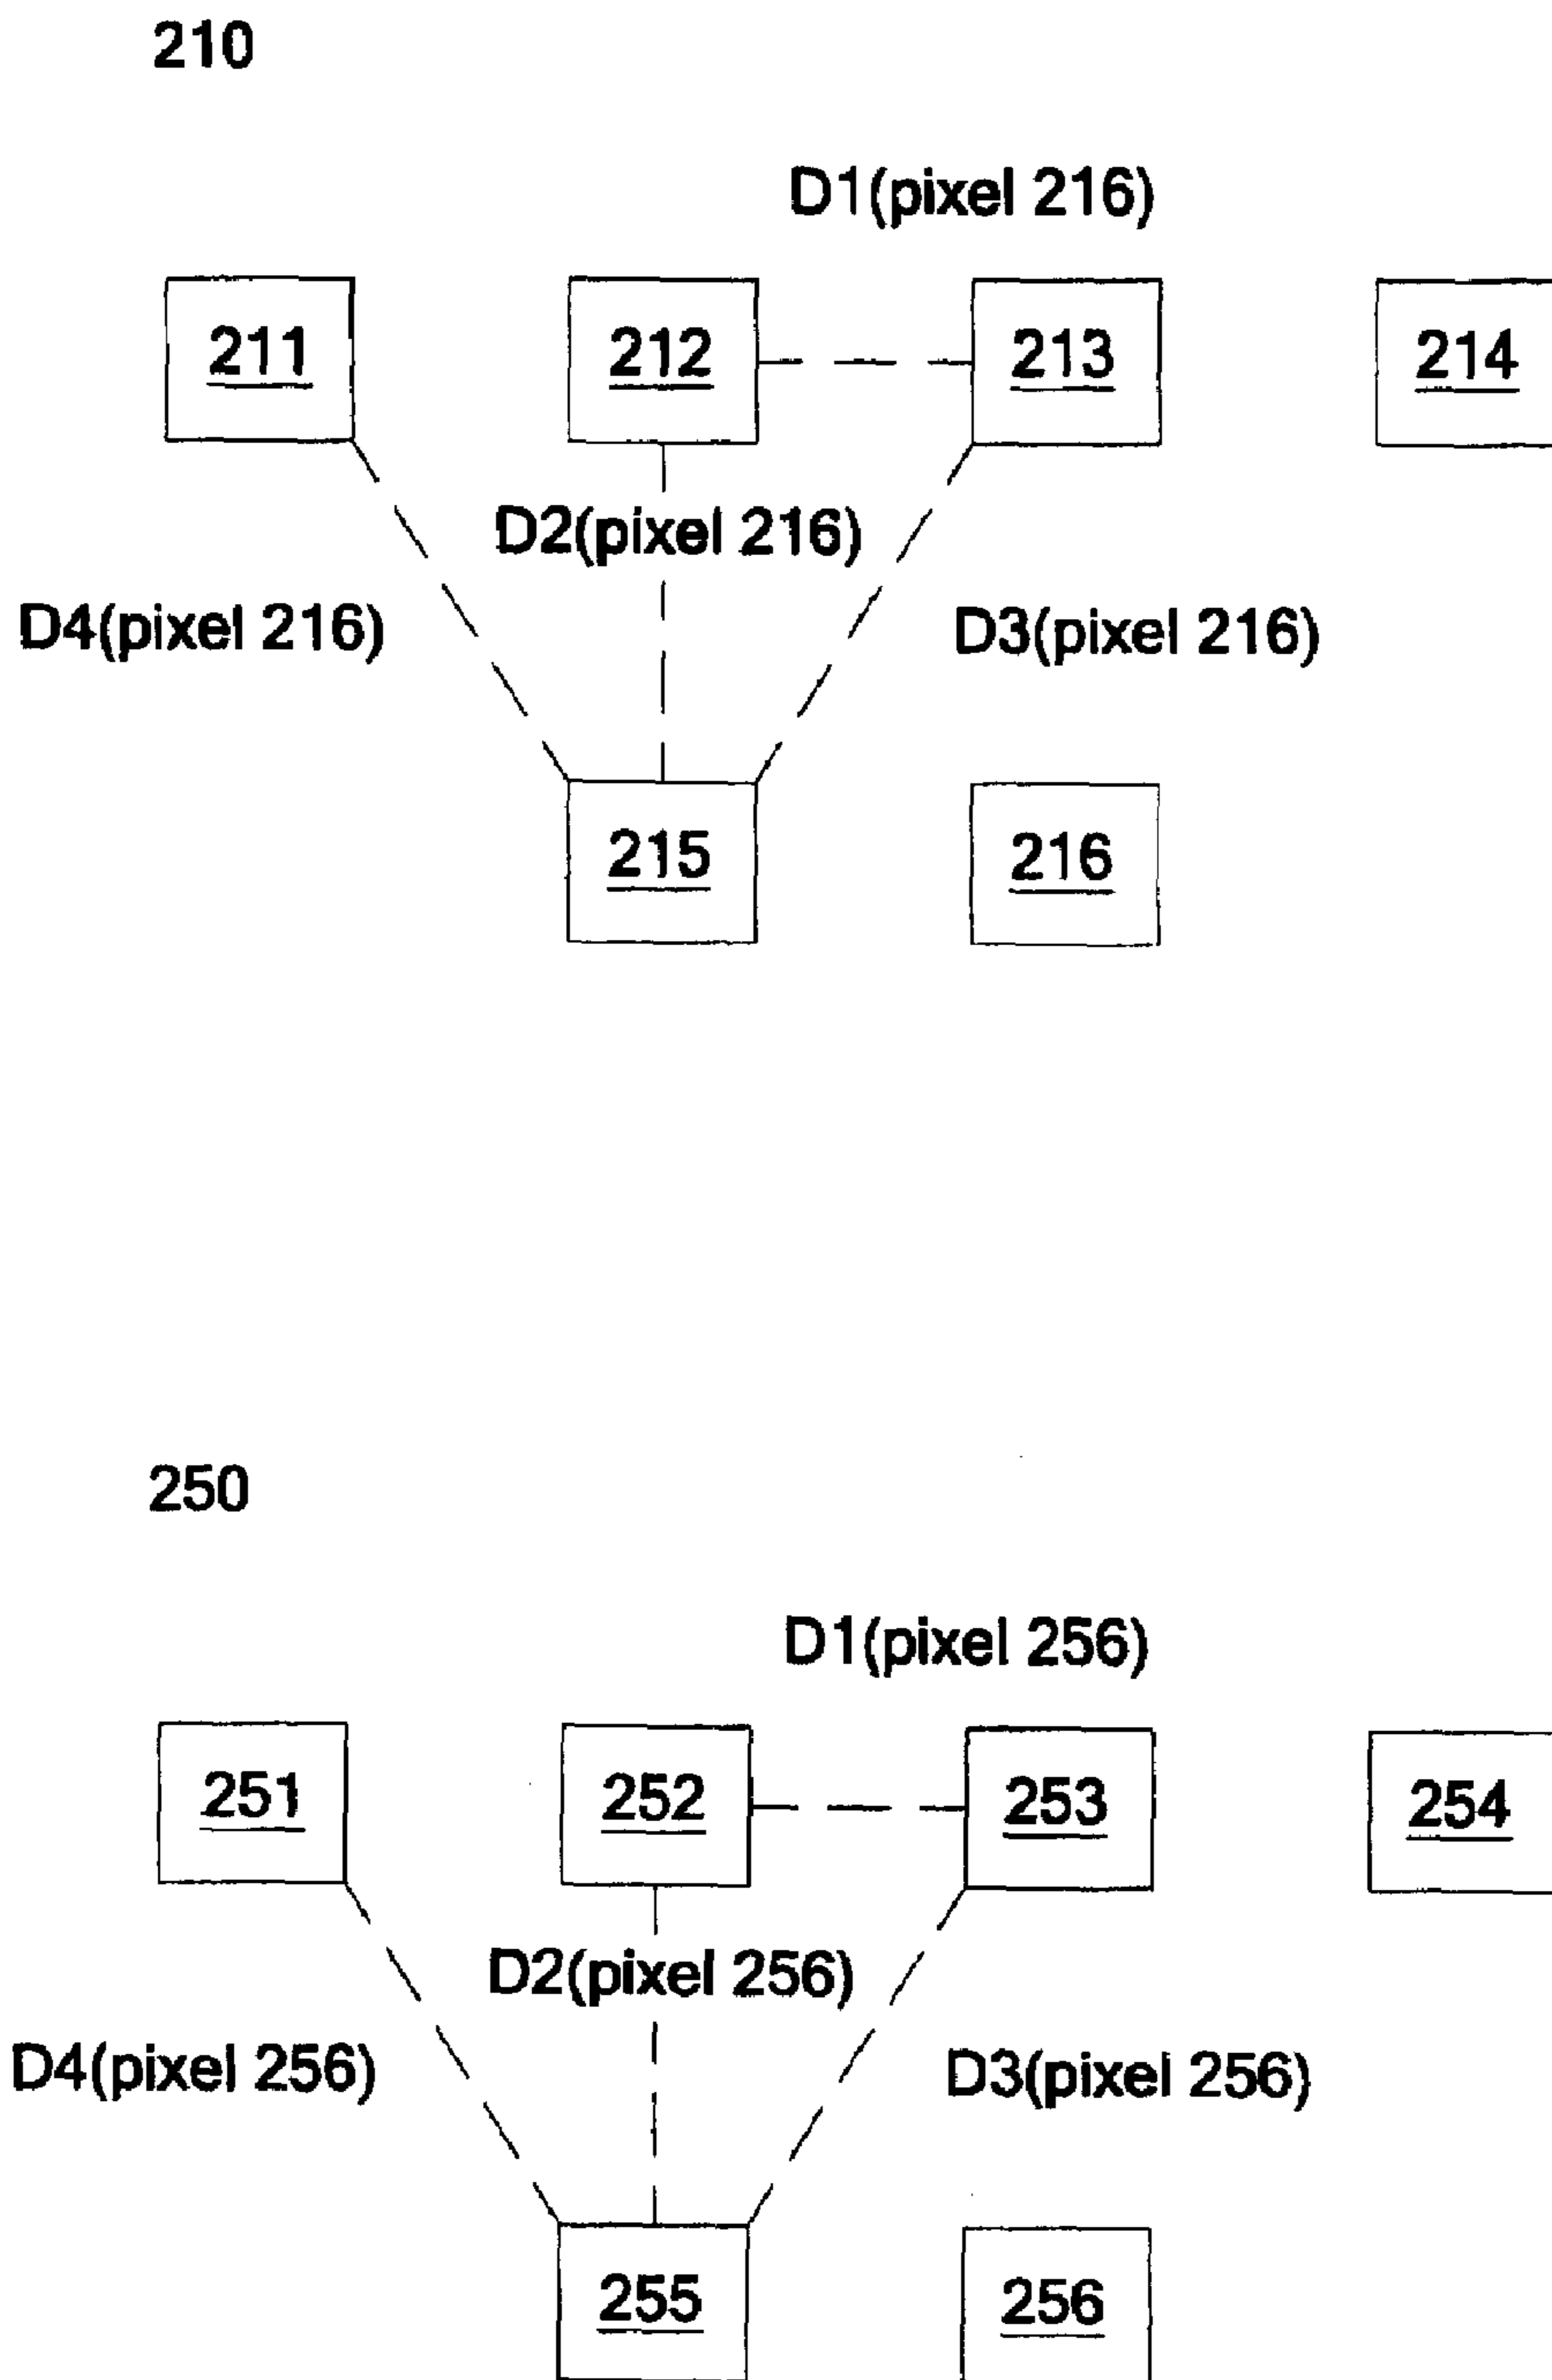 210
D1(pixel 216)
211 212 213 214
D2(pixel 216)
D4(pixel 216) D3(pixel 216)
215 216
250
D1(pixel 256)
251 252 253 254
D2(pixel 256)
D4(pixel 256) D3(pixel 256)
255 256